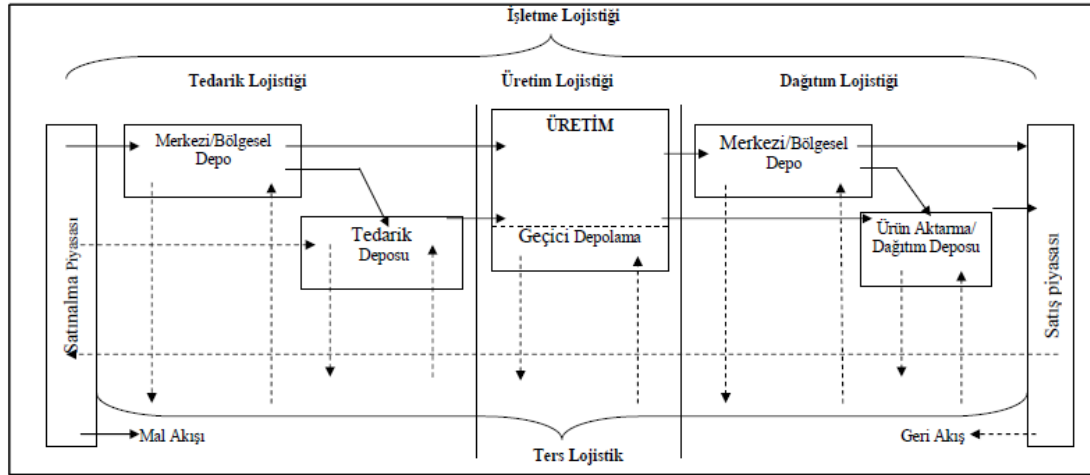 İşletme Lojistiği
Tedarik Lojistiği
Üretim Lojistiği
Dağıtım Lojistiği
Satınalma Piyasası
Merkezi/Bölgesel
Depo
Tedarik
Deposu
ÜRETİM
Geçici Depolama
Merkezi/Bölgesel
Depo
Ürün Aktarma/
Dağıtım Deposu
Satış piyasası
Mal Akışı
Geri Akış
Ters Lojistik